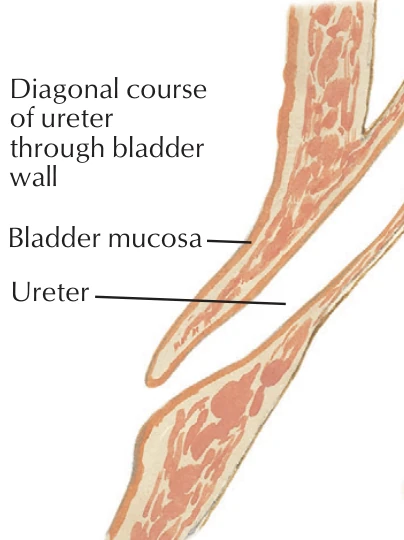 Diagonal course
of ureter
through bladder
wall
Bladder mucosa
Ureter